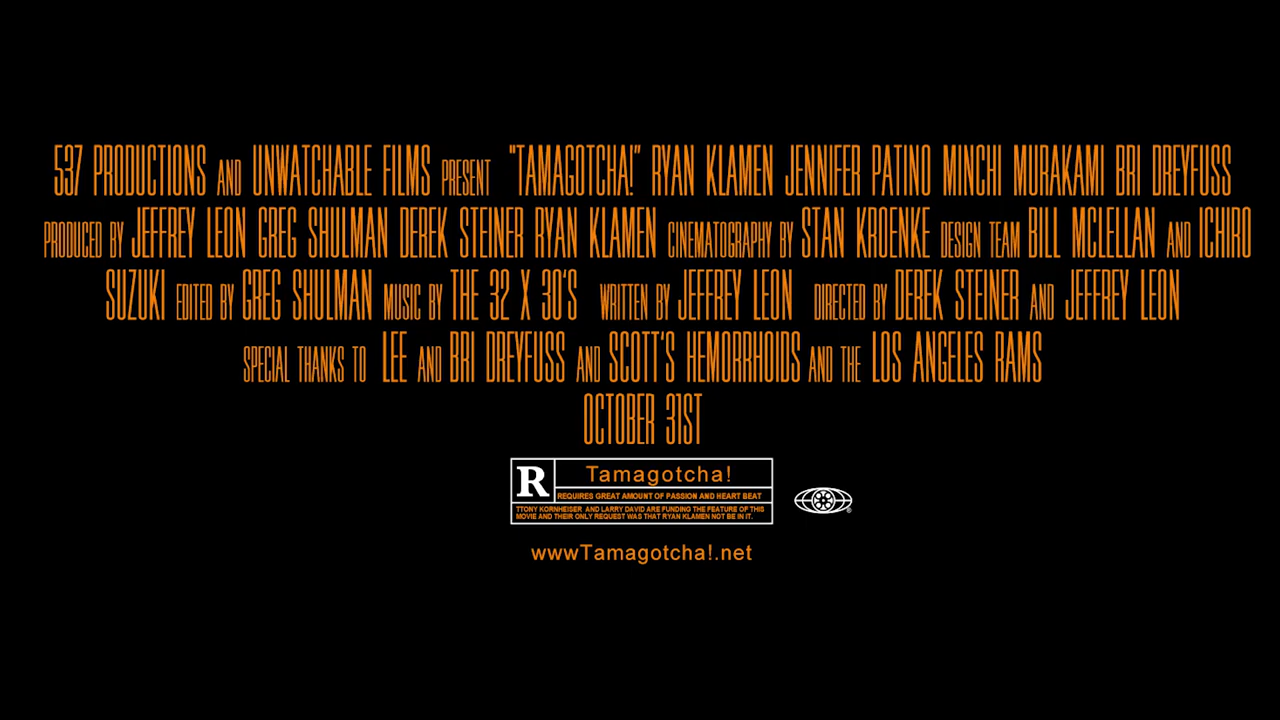 537 PRODUCTIONS AND UNWATCHABLE FILMS PRESENT "TAMAGOTCHA!" RYAN KLAMEN JENNIFER PATINO MINCHI MURAKAMI BRI DREYFUSS
PRODUCED BY JEFFREY LEON GREG SHULMAN DEREK STEINER RYAN KLAMEN CINEMATOGRAPHY BY STAN KROENKE DESIGN TEAM BILL MCLELLAN AND ICHIRO
SUZUKI EDITED BY GREG SHULMAN MUSIC BY THE 32 X 30'S WRITTEN BY JEFFREY LEON DIRECTED BY DEREK STEINER AND JEFFREY LEON
SPECIAL THANKS TO LEE AND BRI DREYFUSS AND SCOTT'S HEMORRHOIDS AND THE LOS ANGELES RAMS
OCTOBER 31ST
R Tamagotcha!
REQUIRES GREAT AMOUNT OF PASSION AND HEART BEAT
TTONY KORNHEISER AND LARRY DAVID ARE FUNDING THE FEATURE OF THIS
MOVIE AND THEIR ONLY REQUEST WAS THAT RYAN KLAMEN NOT BE IN IT.
®
wwwTamagotcha!.net